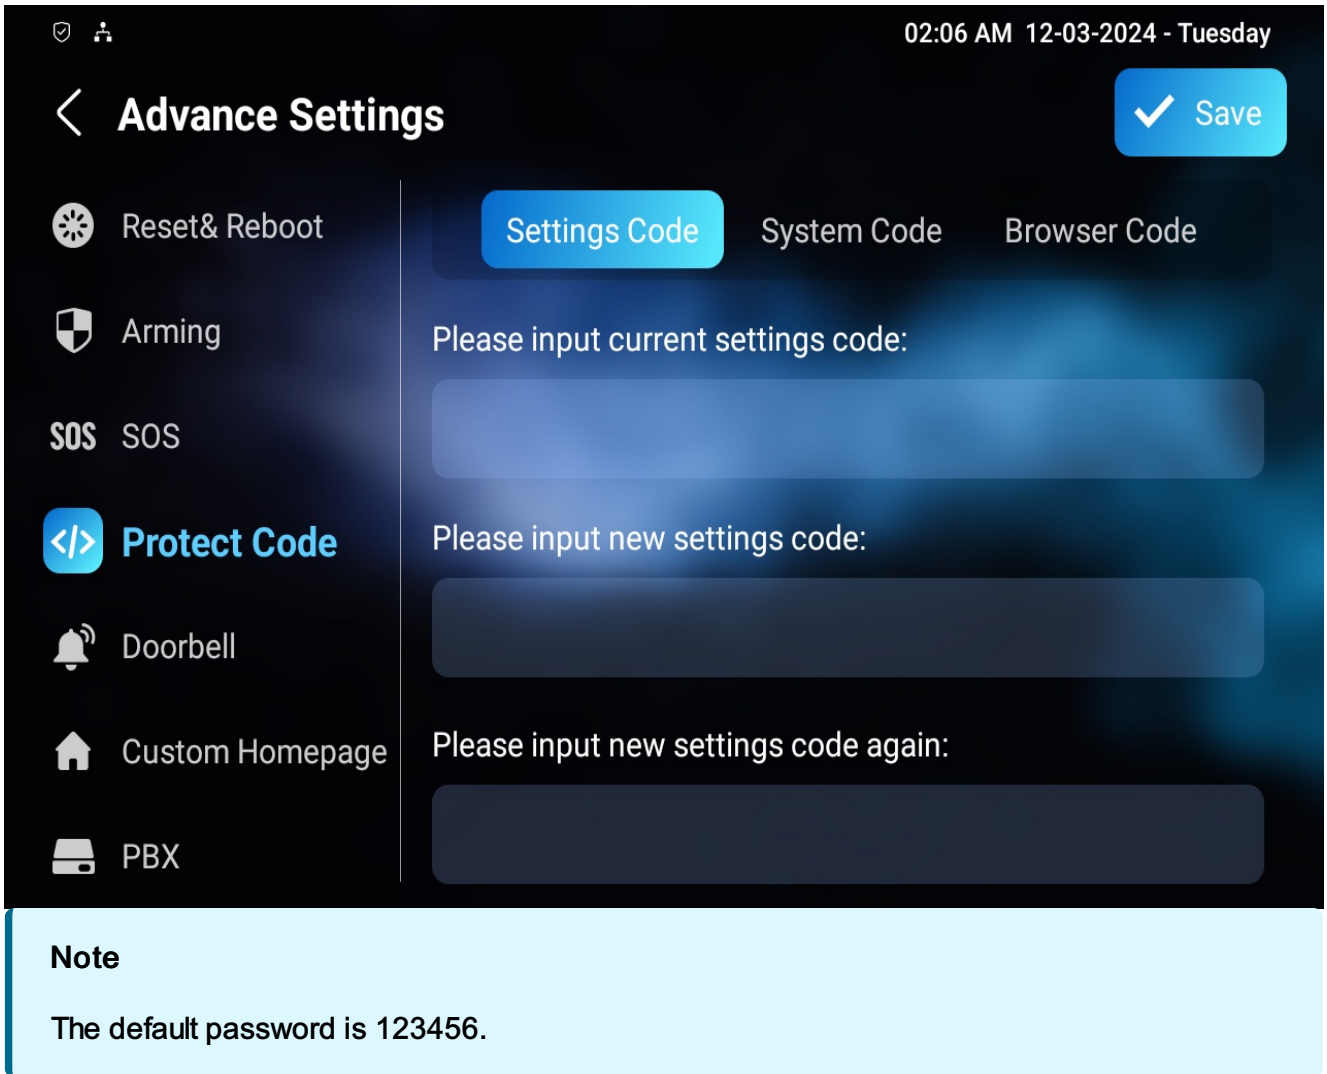 02:06 AM 12-03-2024 - Tuesday
Advance Settings
Save
Reset& Reboot
Settings Code System Code Browser Code
Arming
Please input current settings code:
SOS SOS
Protect Code
Please input new settings code:
Doorbell
Custom Homepage
Please input new settings code again:
PBX
Note
The default password is 123456.